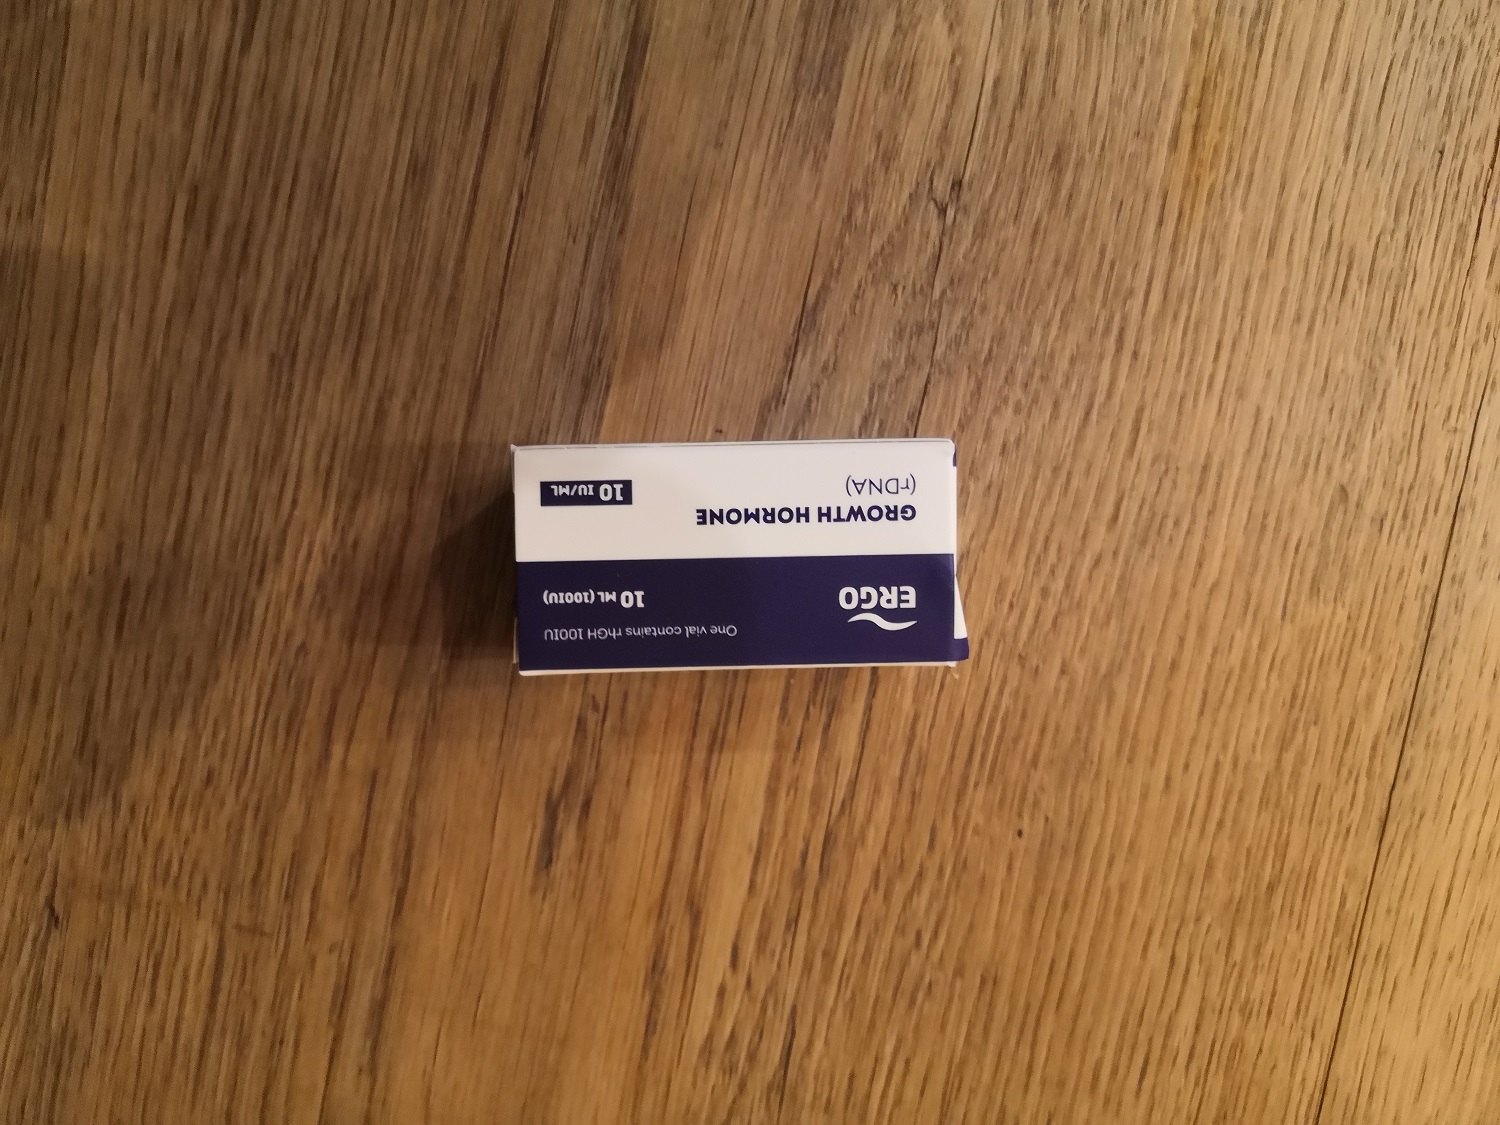 ERGO
One vial contains rhGH 100IU
10 ML (100IU)
GROWTH HORMONE
(rDNA)
10 IU/ML